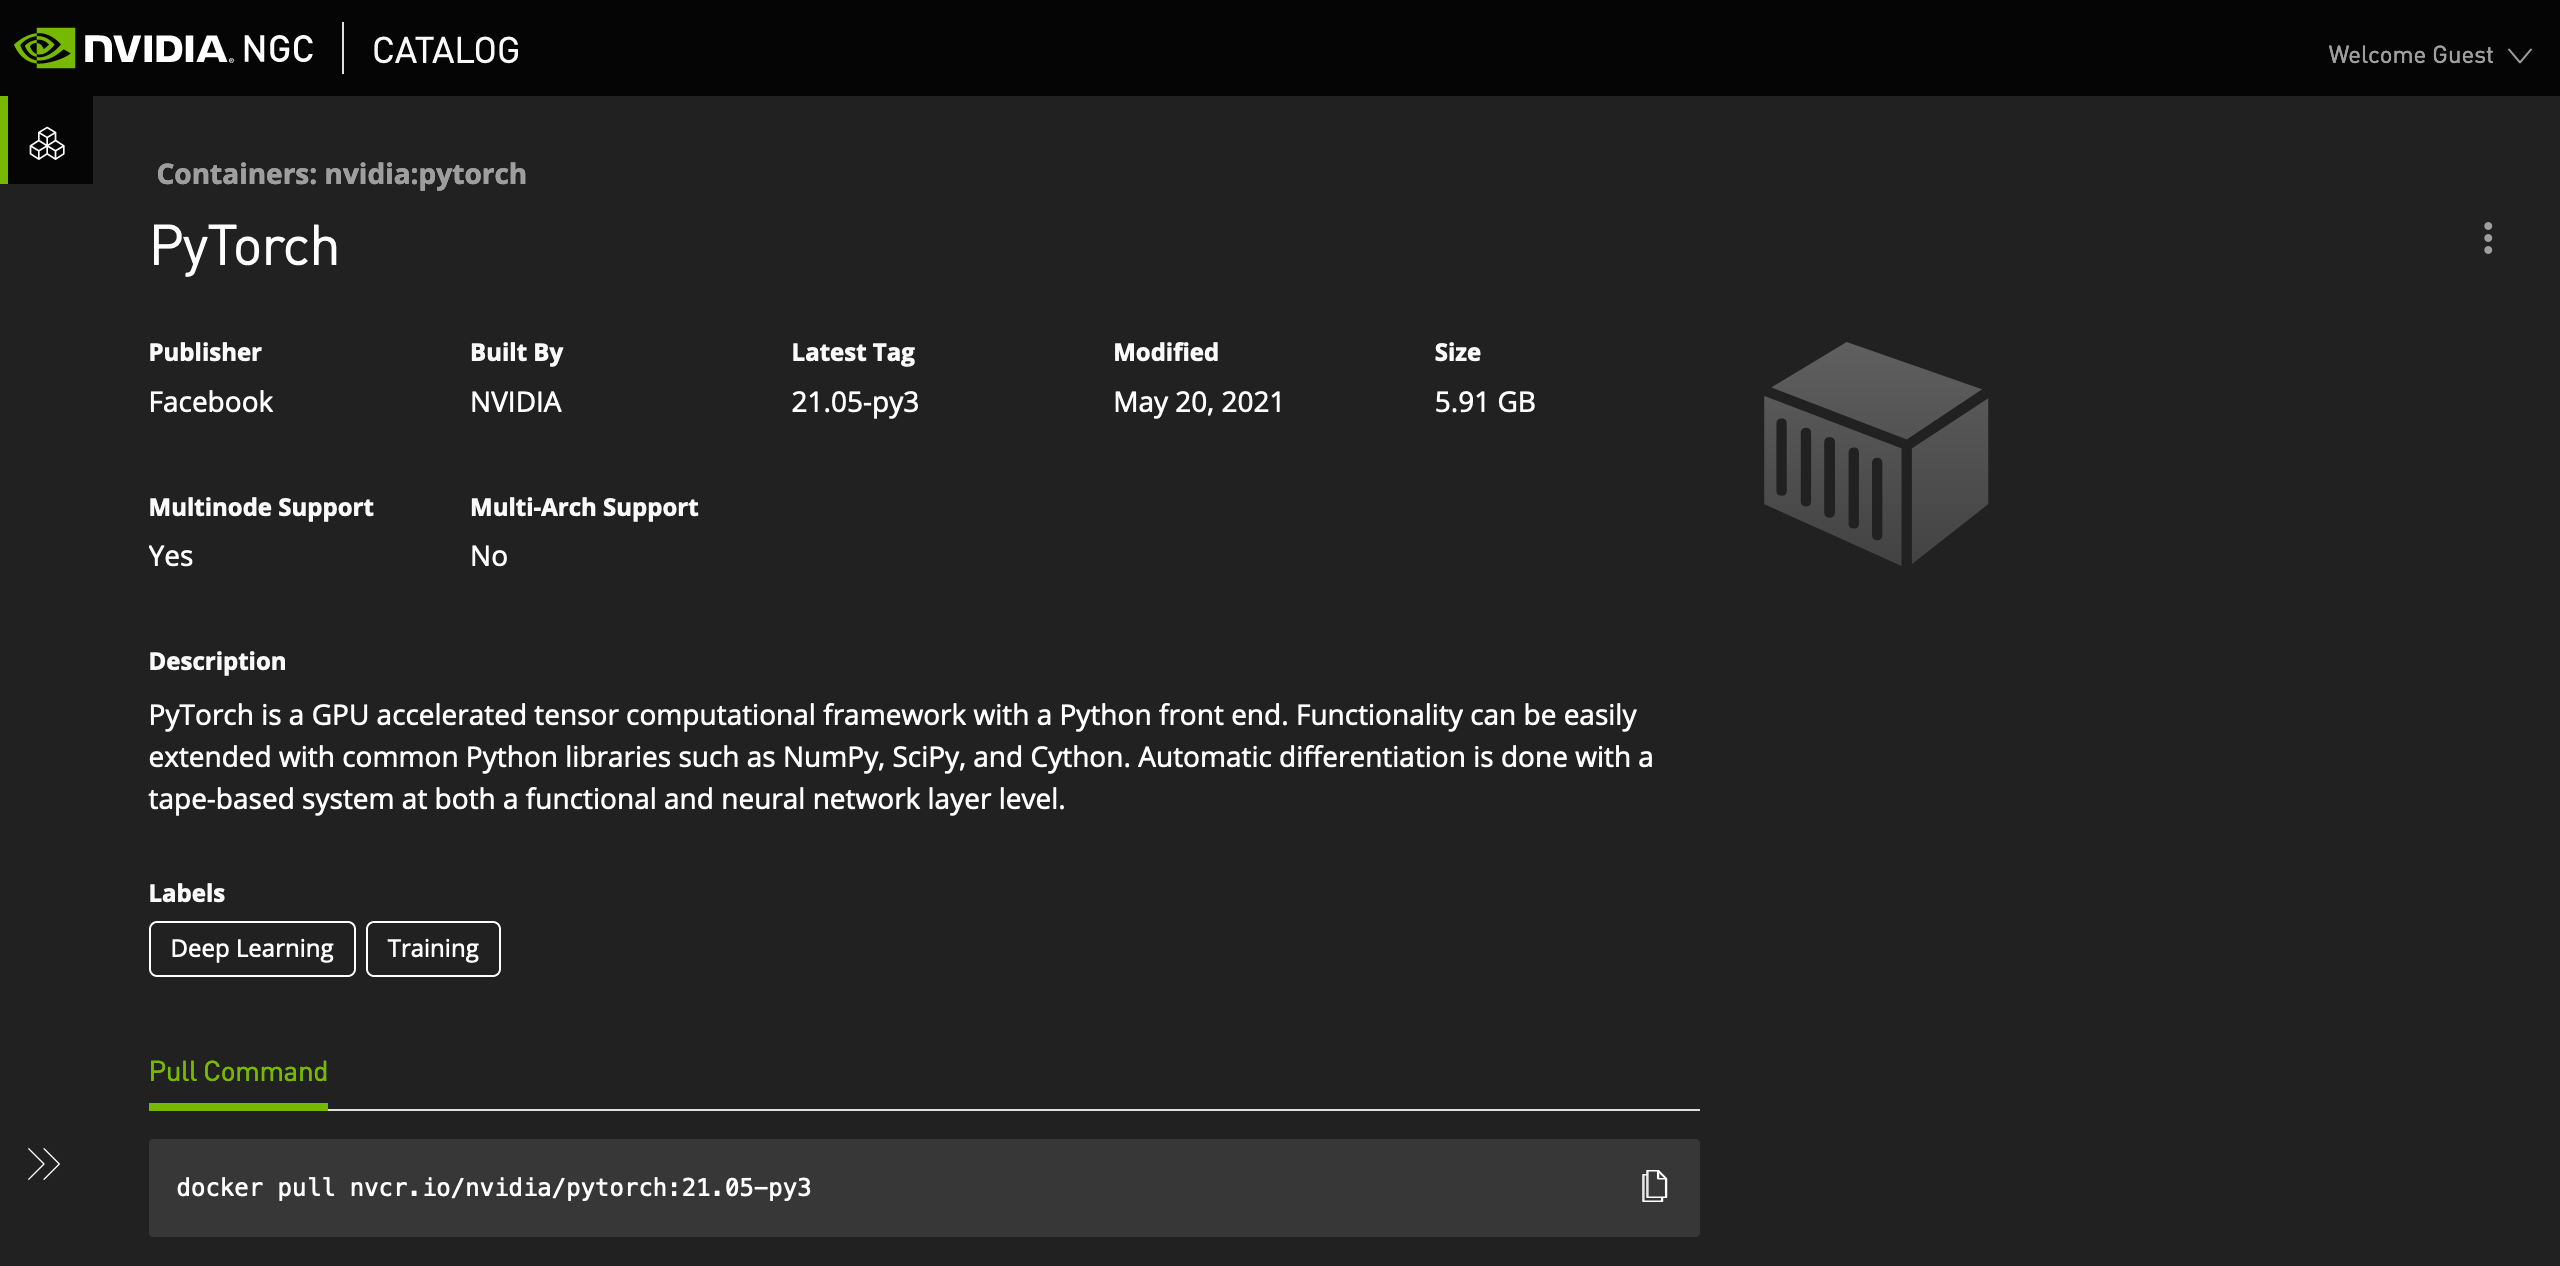 NVIDIA. NGC | CATALOG
Welcome Guest
Containers: nvidia:pytorch
PyTorch
Publisher
Facebook
Built By
NVIDIA
Latest Tag
21.05-py3
Modified
May 20, 2021
Size
5.91 GB
Multinode Support
Yes
Multi-Arch Support
No
Description
PyTorch is a GPU accelerated tensor computational framework with a Python front end. Functionality can be easily
extended with common Python libraries such as NumPy, SciPy, and Cython. Automatic differentiation is done with a
tape-based system at both a functional and neural network layer level.
Labels
Deep Learning
Training
Pull Command
docker pull nvcr.io/nvidia/pytorch:21.05-py3